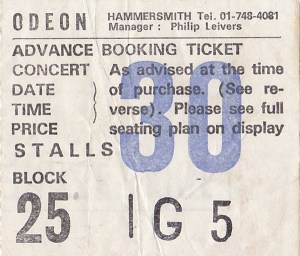 ODEON HAMMERSMITH Tel. 01-748-4081
Manager : Philip Leivers
ADVANCE BOOKING TICKET
CONCERT As advised at the time
DATE } of purchase. (See re-
TIME verse). Please see full
PRICE seating plan on display
STALLS 30
BLOCK
25 I G 5